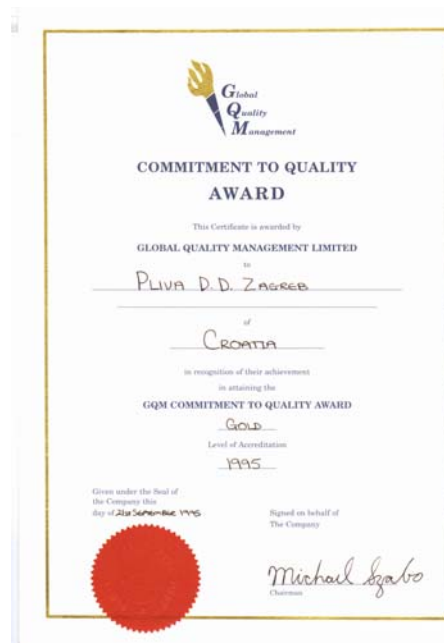 Global
Quality
Management
COMMITMENT TO QUALITY
AWARD
This Certificate is awarded by
GLOBAL QUALITY MANAGEMENT LIMITED
to
PLIVA D.D. ZAGREB
of
CROATIA
in recognition of their achievement
in attaining the
GQM COMMITMENT TO QUALITY AWARD
GOLD
Level of Accreditation
1995
Given under the Seal of
the Company this
day of 21st SEPTEMBER 1995
Signed on behalf of
The Company
Michael Szabo
Chairman